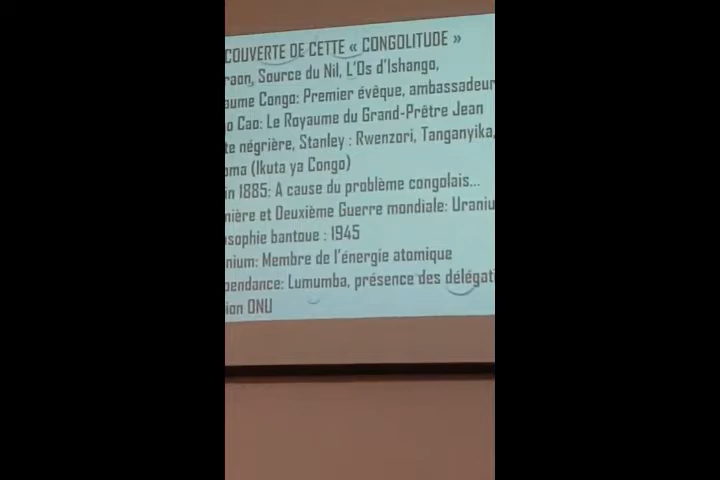 COUVERTE DE CETTE « CONGOLITUDE »
raon, Source du Nil, L'Os d'Ishango,
aume Congo: Premier évêque, ambassadeur
o Cao: Le Royaume du Grand-Prêtre Jean
te négrière, Stanley : Rwenzori, Tanganyika,
oma (Ikuta ya Congo)
in 1885: A cause du problème congolais...
nière et Deuxième Guerre mondiale: Uraniu
osophie bantoue : 1945
nium: Membre de l'énergie atomique
pendance: Lumumba, présence des délégati
ion ONU